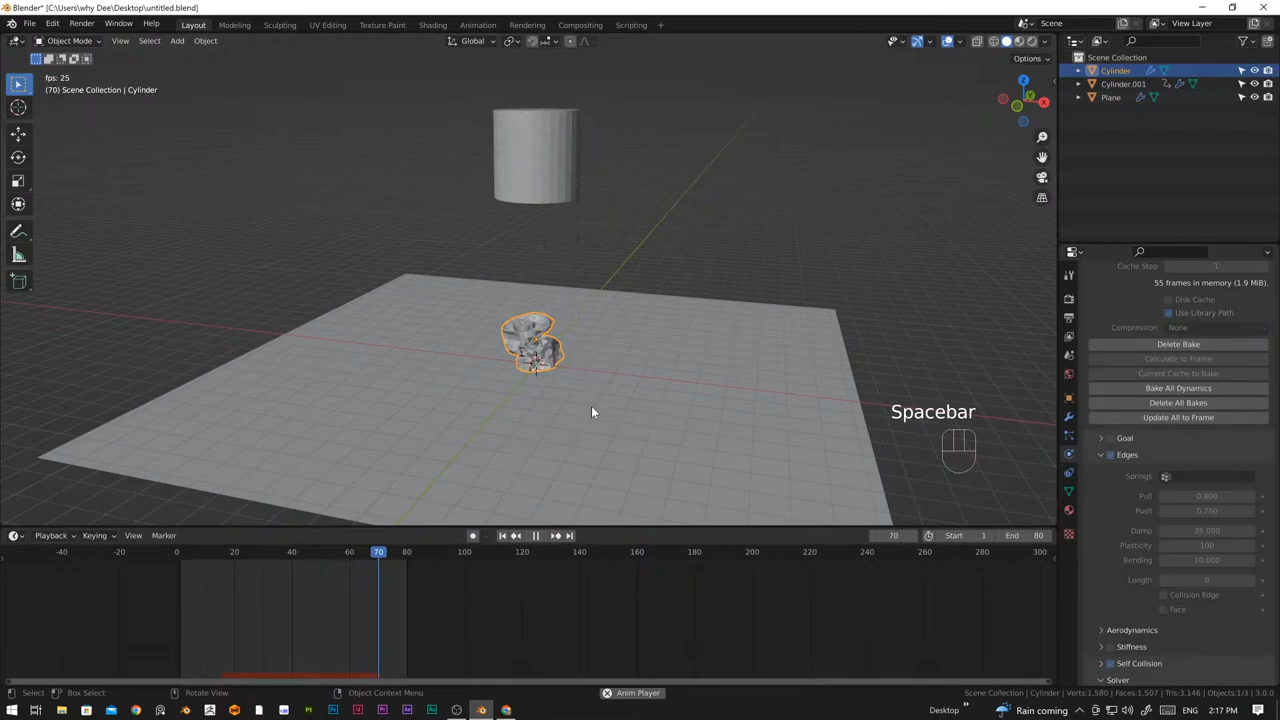 Blender* [C:\Users\why Dee\Desktop\untitled.blend]
File Edit Render Window Help Layout Modeling Sculpting UV Editing Texture Paint Shading Animation Rendering Compositing Scripting Scene View Layer
Object Mode View Select Add Object Global
Options
fps: 25
(70) Scene Collection | Cylinder
Z
Y
X
Scene Collection
Cylinder
Cylinder.001
Plane
Cache Step 1
55 frames in memory (1.9 MiB).
Disk Cache
Use Library Path
Compression None
Delete Bake
Calculate to Frame
Current Cache to Bake
Bake All Dynamics
Delete All Bakes
Update All to Frame
Goal
Edges
Springs
Pull 0.800
Push 0.750
Damp 35.000
Plasticity 100
Bending 10.000
Length 0
Collision Edge
Face
Aerodynamics
Stiffness
Self Collision
Solver
Spacebar
Playback Keying View Marker 70 Start 1 End 80
-40 -20 0 20 40 60 70 80 100 120 140 160 180 200 220 240 260 280 300
Select Box Select Rotate View Object Context Menu Anim Player Scene Collection | Cylinder | Verts:1,580 | Faces:1,507 | Tris:3,146 | Objects:1/3 | 3.0.0
Desktop Rain coming 2:17 PM